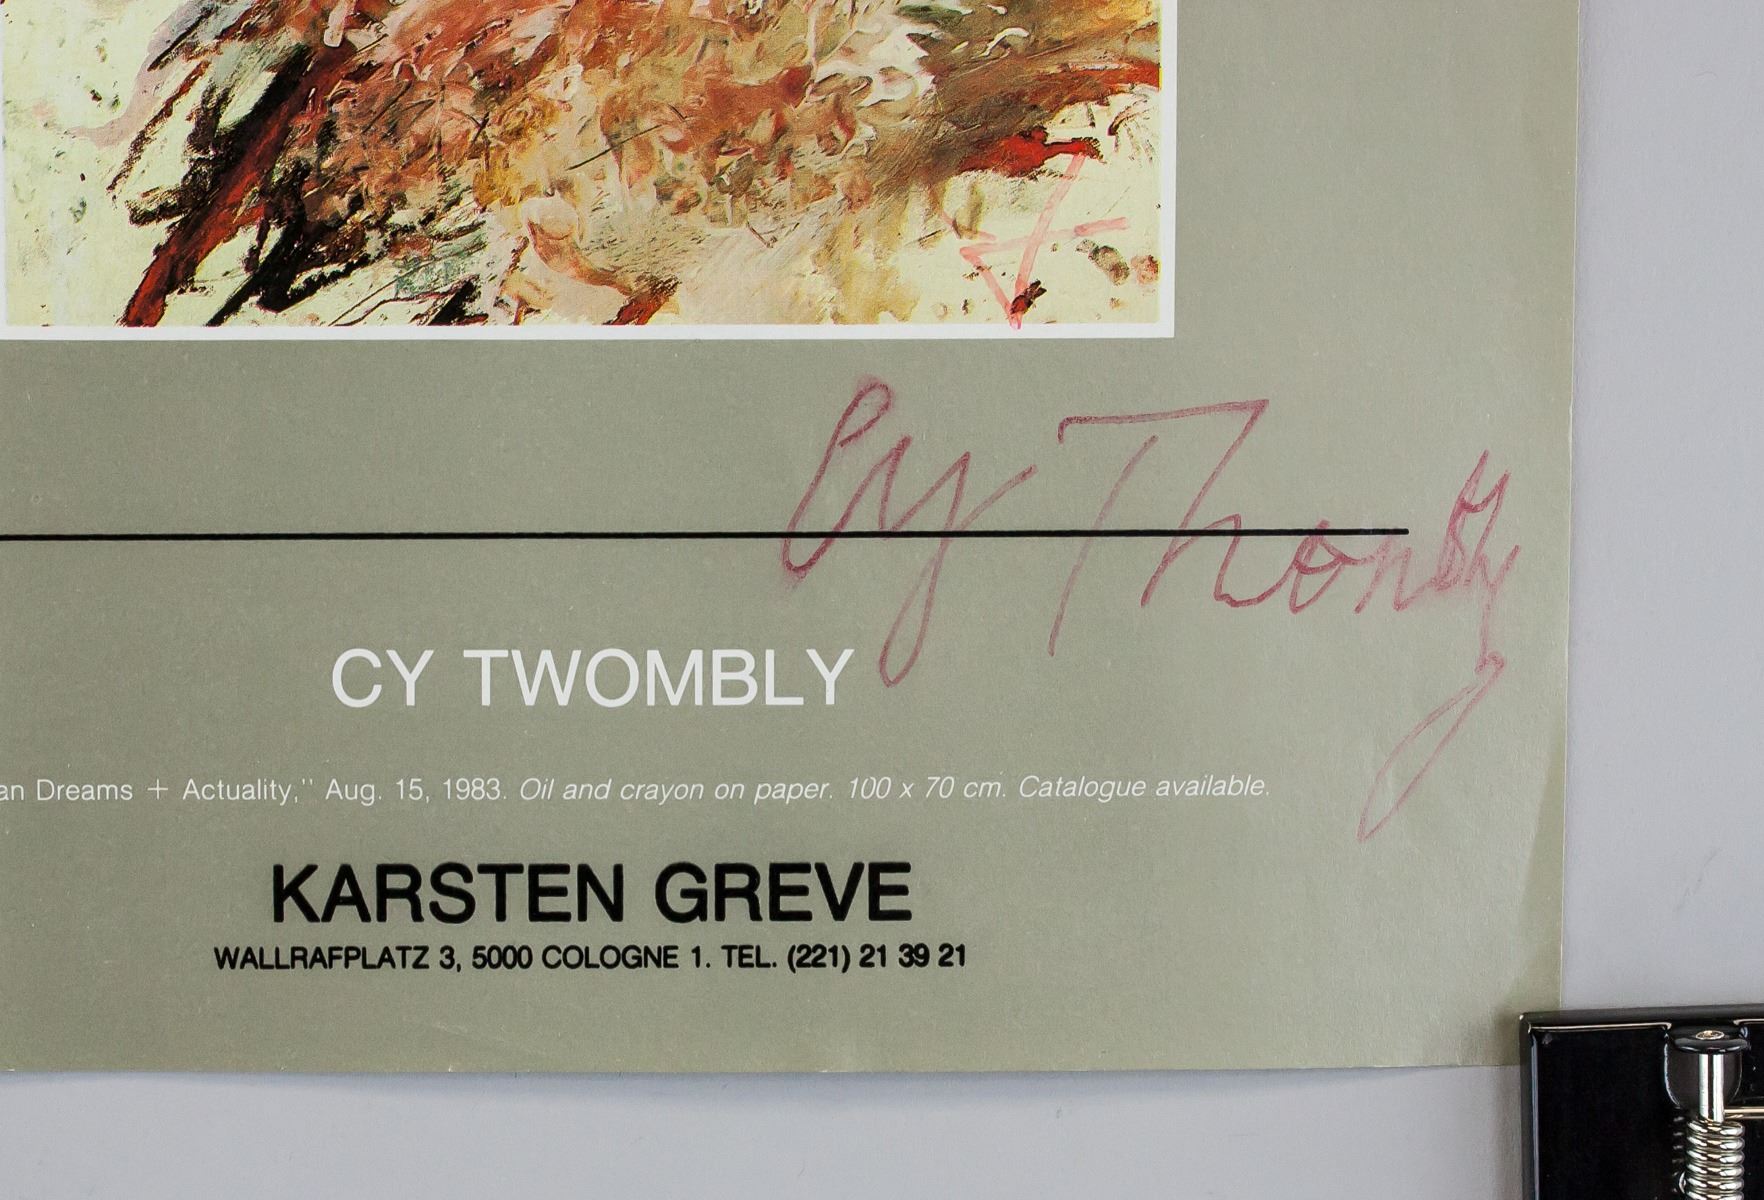 Cy Twombly
CY TWOMBLY
an Dreams + Actuality,'' Aug. 15, 1983. Oil and crayon on paper. 100 x 70 cm. Catalogue available.
KARSTEN GREVE
WALLRAFPLATZ 3, 5000 COLOGNE 1. TEL. (221) 21 39 21